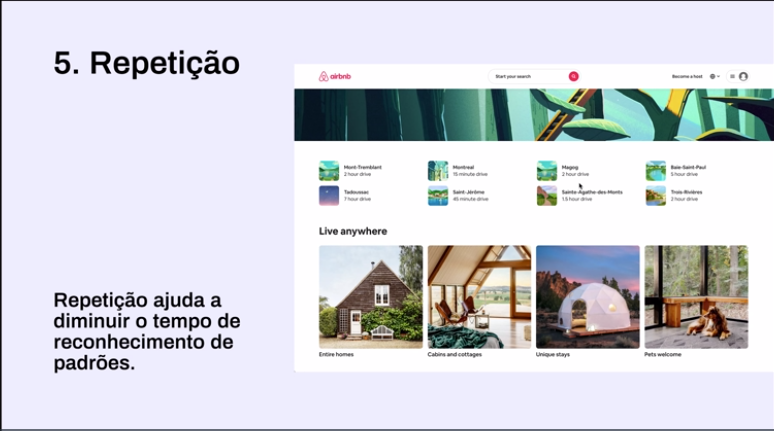 5. Repetição
airbnb
Start your search
Become a host
Mont-Tremblant
2 hour drive
Montreal
15 minute drive
Magog
2 hour drive
Baie-Saint-Paul
5 hour drive
Tadoussac
7 hour drive
Saint-Jérôme
45 minute drive
Sainte-Agathe-des-Monts
1.5 hour drive
Trois-Rivières
2 hour drive
Live anywhere
Entire homes
Cabins and cottages
Unique stays
Pets welcome
Repetição ajuda a
diminuir o tempo de
reconhecimento de
padrões.